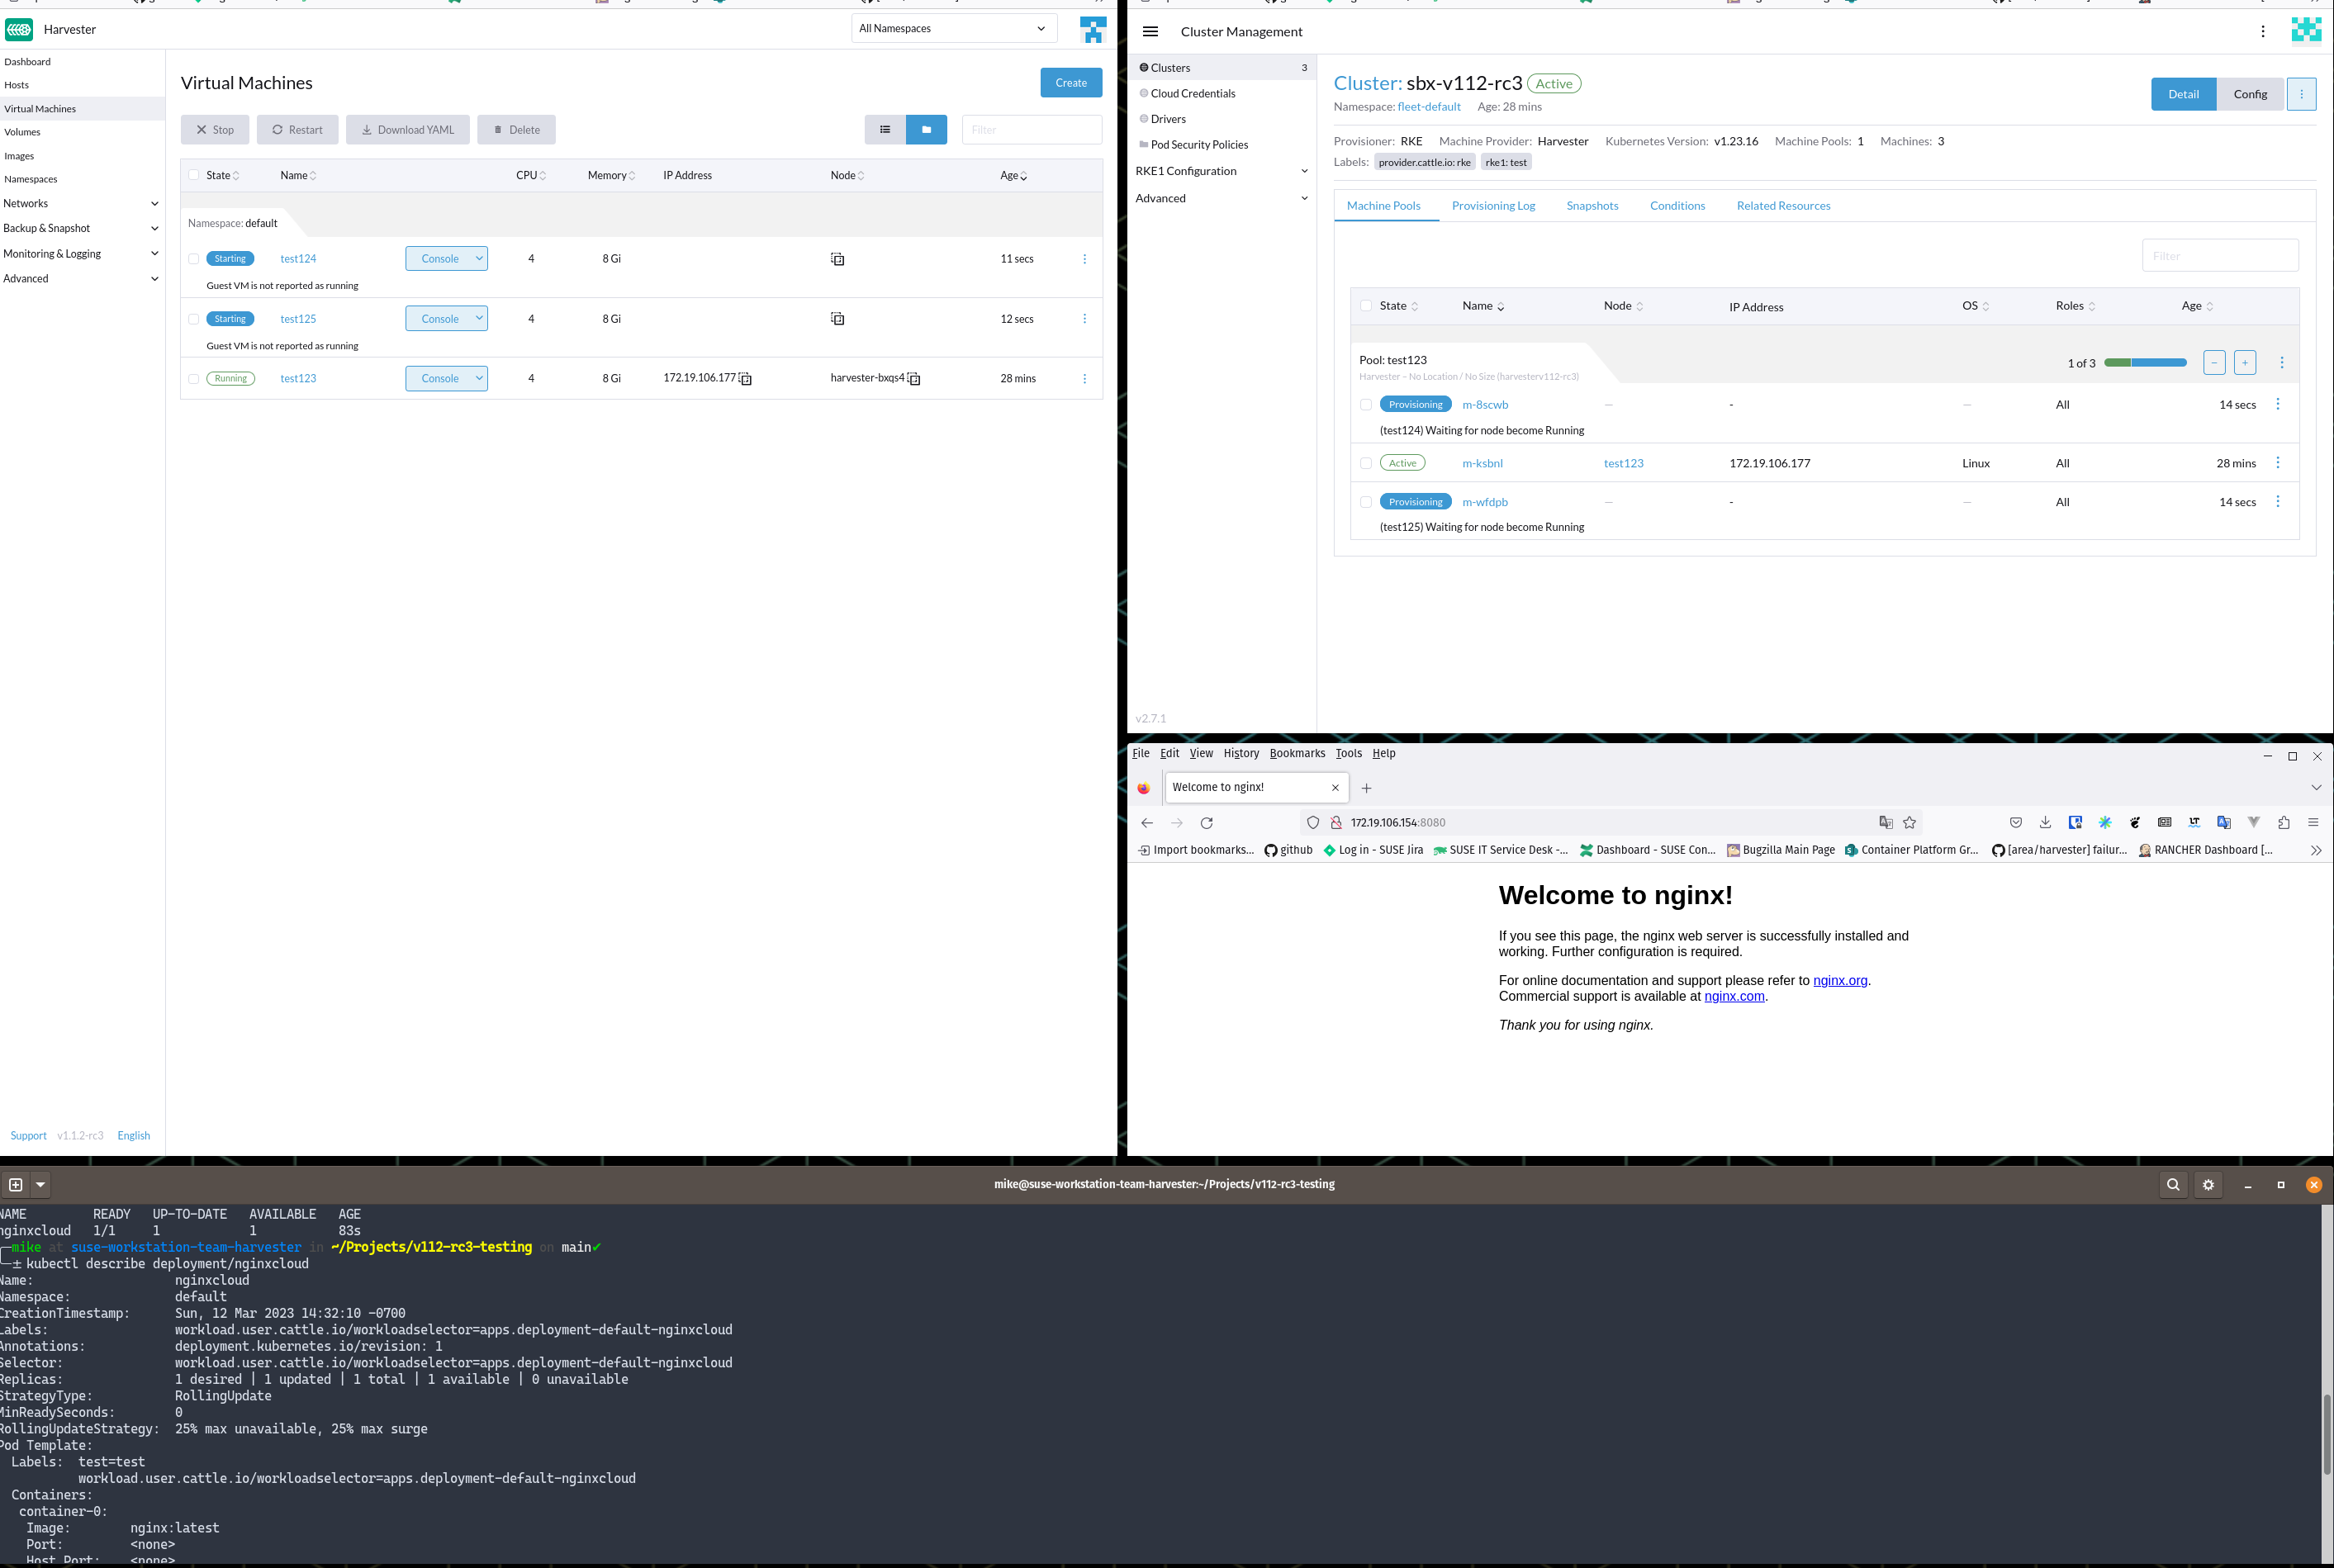 Harvester
All Namespaces
Dashboard
Hosts
Virtual Machines
Volumes
Images
Namespaces
Networks
Backup & Snapshot
Monitoring & Logging
Advanced
Support v1.1.2-rc3 English
Virtual Machines
Create
Stop Restart Download YAML Delete Filter
State Name CPU Memory IP Address Node Age
Namespace: default
Starting test124 Console 4 8 Gi 11 secs
Guest VM is not reported as running
Starting test125 Console 4 8 Gi 12 secs
Guest VM is not reported as running
Running test123 Console 4 8 Gi 172.19.106.177 harvester-bxqs4 28 mins
Cluster Management
Clusters 3
Cloud Credentials
Drivers
Pod Security Policies
RKE1 Configuration
Advanced
v2.7.1
Cluster: sbx-v112-rc3 Active
Namespace: fleet-default Age: 28 mins
Detail Config
Provisioner: RKE Machine Provider: Harvester Kubernetes Version: v1.23.16 Machine Pools: 1 Machines: 3
Labels: provider.cattle.io: rke rke1: test
Machine Pools Provisioning Log Snapshots Conditions Related Resources
Filter
State Name Node IP Address OS Roles Age
Pool: test123
Harvester – No Location / No Size (harvesterv112-rc3)
1 of 3 − +
Provisioning m-8scwb — - — All 14 secs
(test124) Waiting for node become Running
Active m-ksbnl test123 172.19.106.177 Linux All 28 mins
Provisioning m-wfdpb — - — All 14 secs
(test125) Waiting for node become Running
File Edit View History Bookmarks Tools Help
Welcome to nginx!
172.19.106.154:8080
Import bookmarks... github Log in - SUSE Jira SUSE IT Service Desk -... Dashboard - SUSE Con... Bugzilla Main Page Container Platform Gr... [area/harvester] failur... RANCHER Dashboard [...
Welcome to nginx!
If you see this page, the nginx web server is successfully installed and
working. Further configuration is required.
For online documentation and support please refer to nginx.org.
Commercial support is available at nginx.com.
Thank you for using nginx.
mike@suse-workstation-team-harvester:~/Projects/v112-rc3-testing
NAME READY UP-TO-DATE AVAILABLE AGE
nginxcloud 1/1 1 1 83s
mike at suse-workstation-team-harvester in ~/Projects/v112-rc3-testing on main✔
± kubectl describe deployment/nginxcloud
Name: nginxcloud
Namespace: default
CreationTimestamp: Sun, 12 Mar 2023 14:32:10 -0700
Labels: workload.user.cattle.io/workloadselector=apps.deployment-default-nginxcloud
Annotations: deployment.kubernetes.io/revision: 1
Selector: workload.user.cattle.io/workloadselector=apps.deployment-default-nginxcloud
Replicas: 1 desired | 1 updated | 1 total | 1 available | 0 unavailable
StrategyType: RollingUpdate
MinReadySeconds: 0
RollingUpdateStrategy: 25% max unavailable, 25% max surge
Pod Template:
Labels: test=test
workload.user.cattle.io/workloadselector=apps.deployment-default-nginxcloud
Containers:
container-0:
Image: nginx:latest
Port: <none>
Host Port: <none>